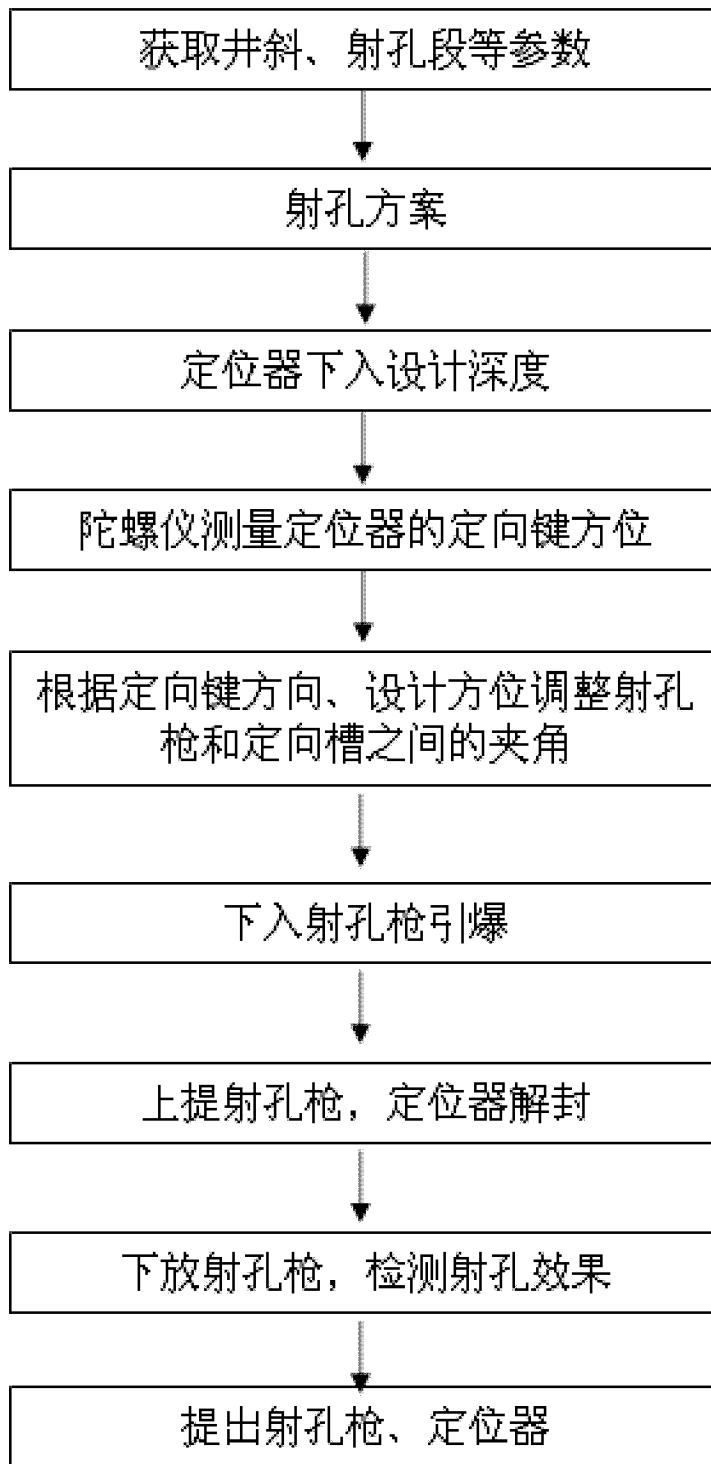 获取井斜、射孔段等参数
射孔方案
定位器下入设计深度
陀螺仪测量定位器的定向键方位
根据定向键方向、设计方位调整射孔
枪和定向槽之间的夹角
下入射孔枪引爆
上提射孔枪，定位器解封
下放射孔枪，检测射孔效果
提出射孔枪、定位器